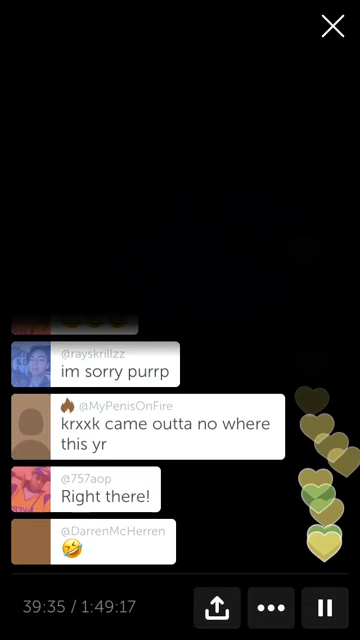 @rayskrillzz
im sorry purrp
@MyPenisOnFire
krxxk came outta no where
this yr
@757aop
Right there!
@DarrenMcHerren
🤣
39:35 / 1:49:17